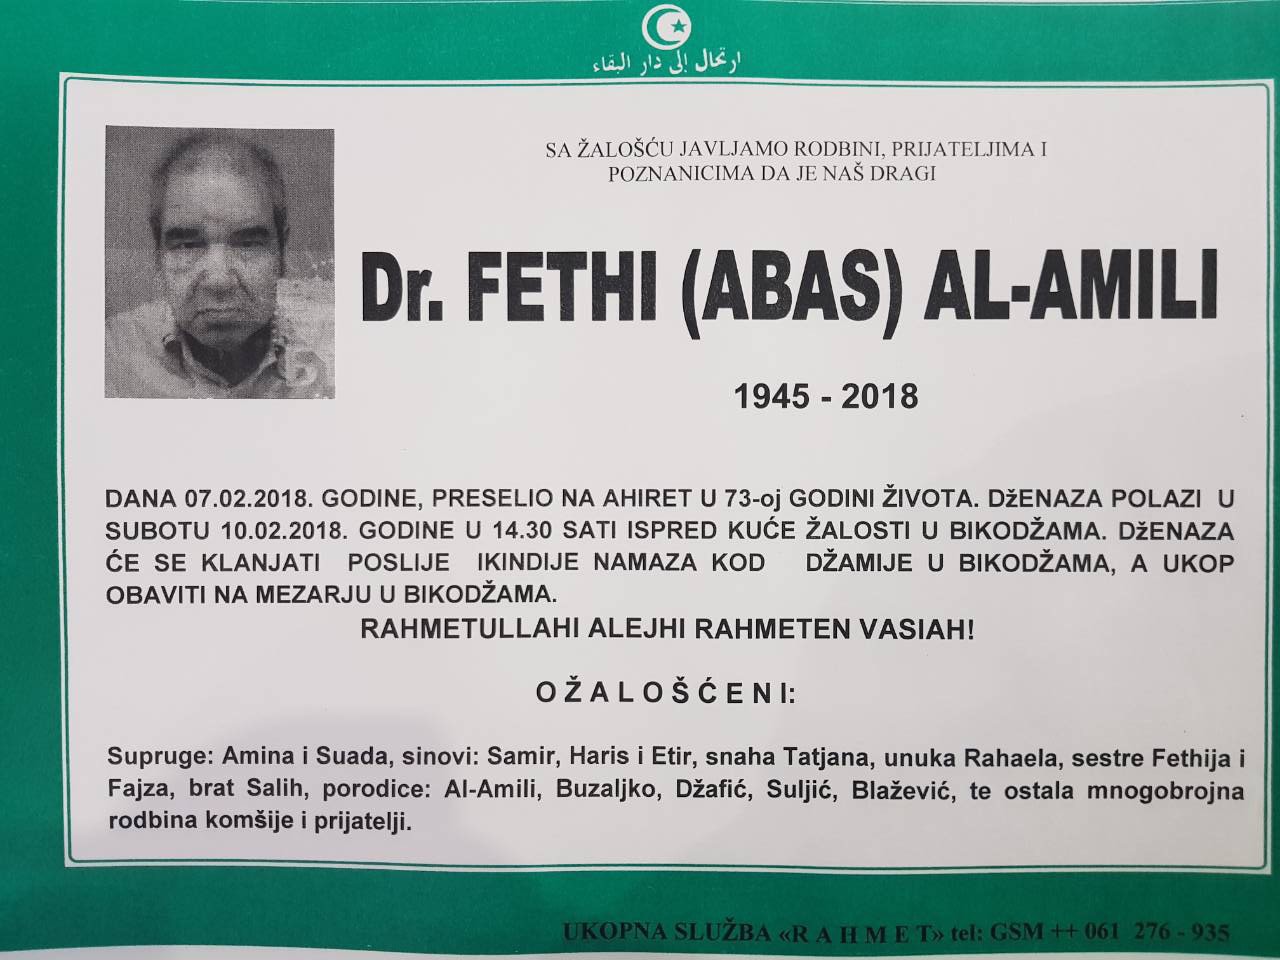 ارتحال إلى دار البقاء
SA ŽALOŠĆU JAVLJAMO RODBINI, PRIJATELJIMA I
POZNANICIMA DA JE NAŠ DRAGI
Dr. FETHI (ABAS) AL-AMILI
1945 - 2018
DANA 07.02.2018. GODINE, PRESELIO NA AHIRET U 73-oj GODINI ŽIVOTA. DžENAZA POLAZI U
SUBOTU 10.02.2018. GODINE U 14.30 SATI ISPRED KUĆE ŽALOSTI U BIKODŽAMA. DžENAZA
ĆE SE KLANJATI POSLIJE IKINDIJE NAMAZA KOD DŽAMIJE U BIKODŽAMA, A UKOP
OBAVITI NA MEZARJU U BIKODŽAMA.
RAHMETULLAHI ALEJHI RAHMETEN VASIAH!
O Ž A L O Š Ć E N I:
Supruge: Amina i Suada, sinovi: Samir, Haris i Etir, snaha Tatjana, unuka Rahaela, sestre Fethija i
Fajza, brat Salih, porodice: Al-Amili, Buzaljko, Džafić, Suljić, Blažević, te ostala mnogobrojna
rodbina komšije i prijatelji.
UKOPNA SLUŽBA «R A H M E T» tel: GSM ++ 061 276 - 935